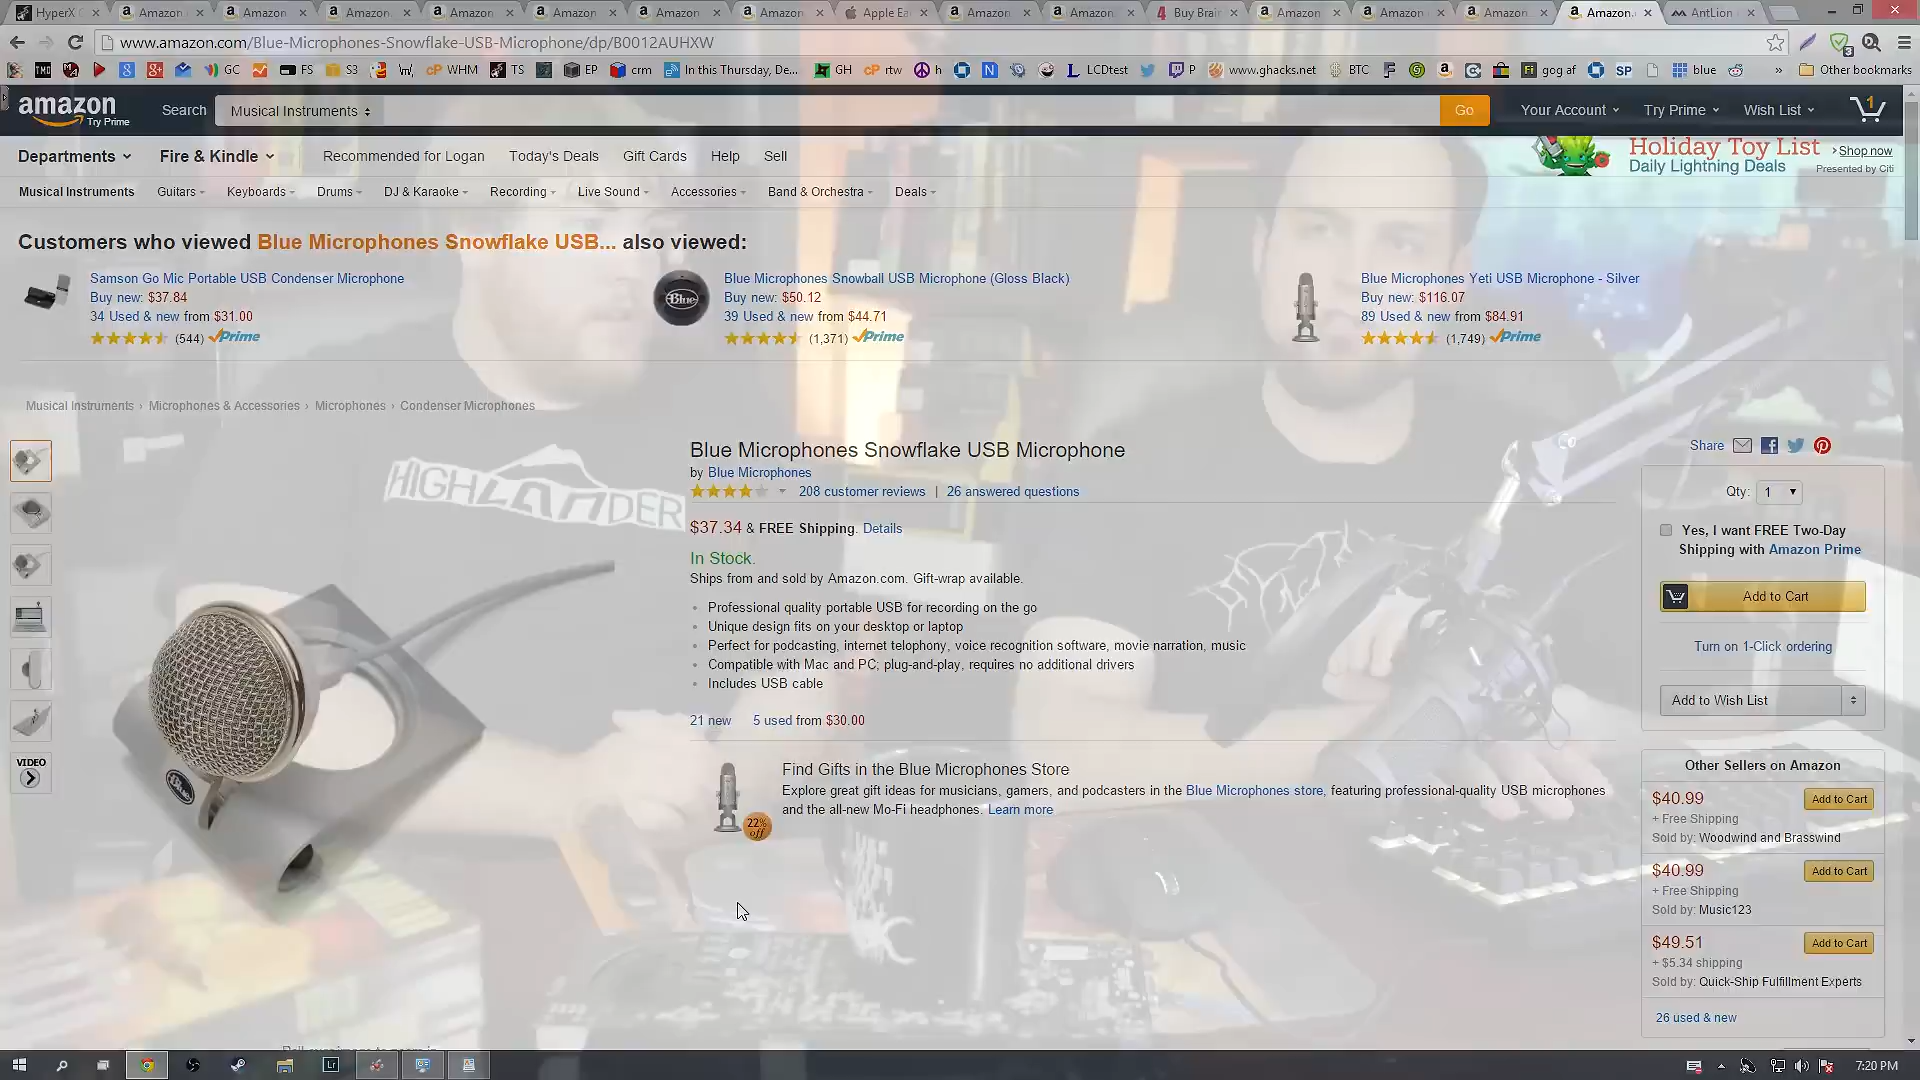 HyperX
Amazon
Amazon
Amazon.
Amazon
Amazon
Amazon
Amazon
Apple Ea
Amazon
Amazon
Buy Brain
Amazon
Amazon
Amazon
Amazon.
AntLion
www.amazon.com/Blue-Microphones-Snowflake-USB-Microphone/dp/B0012AUHXW
GC
FS
S3
WHM
TS
EP
crm
In this Thursday, De...
GH
rtw
h
LCDtest
P
www.ghacks.net
BTC
gog af
SP
blue
»
Other bookmarks
amazon
Try Prime
Search
Musical Instruments
Go
Your Account
Try Prime
Wish List
1
Departments
Fire & Kindle
Recommended for Logan
Today's Deals
Gift Cards
Help
Sell
Holiday Toy List
Daily Lightning Deals
Shop now
Presented by Citi
Musical Instruments
Guitars
Keyboards
Drums
DJ & Karaoke
Recording
Live Sound
Accessories
Band & Orchestra
Deals
Customers who viewed Blue Microphones Snowflake USB... also viewed:
Samson Go Mic Portable USB Condenser Microphone
Buy new: $37.84
34 Used & new from $31.00
(544) Prime
Blue Microphones Snowball USB Microphone (Gloss Black)
Buy new: $50.12
39 Used & new from $44.71
(1,371) Prime
Blue Microphones Yeti USB Microphone - Silver
Buy new: $116.07
89 Used & new from $84.91
(1,749) Prime
Musical Instruments › Microphones & Accessories › Microphones › Condenser Microphones
HIGHLANDER
VIDEO
Blue
Blue Microphones Snowflake USB Microphone
by Blue Microphones
208 customer reviews | 26 answered questions
$37.34 & FREE Shipping. Details
In Stock.
Ships from and sold by Amazon.com. Gift-wrap available.
Professional quality portable USB for recording on the go
Unique design fits on your desktop or laptop
Perfect for podcasting, internet telephony, voice recognition software, movie narration, music
Compatible with Mac and PC; plug-and-play, requires no additional drivers
Includes USB cable
21 new 5 used from $30.00
Find Gifts in the Blue Microphones Store
Explore great gift ideas for musicians, gamers, and podcasters in the Blue Microphones store, featuring professional-quality USB microphones
and the all-new Mo-Fi headphones. Learn more
22%
off
Share
Qty: 1
Yes, I want FREE Two-Day
Shipping with Amazon Prime
Add to Cart
Turn on 1-Click ordering
Add to Wish List
Other Sellers on Amazon
$40.99
Add to Cart
+ Free Shipping
Sold by: Woodwind and Brasswind
$40.99
Add to Cart
+ Free Shipping
Sold by: Music123
$49.51
Add to Cart
+ $5.34 shipping
Sold by: Quick-Ship Fulfillment Experts
26 used & new
Lr
7:20 PM